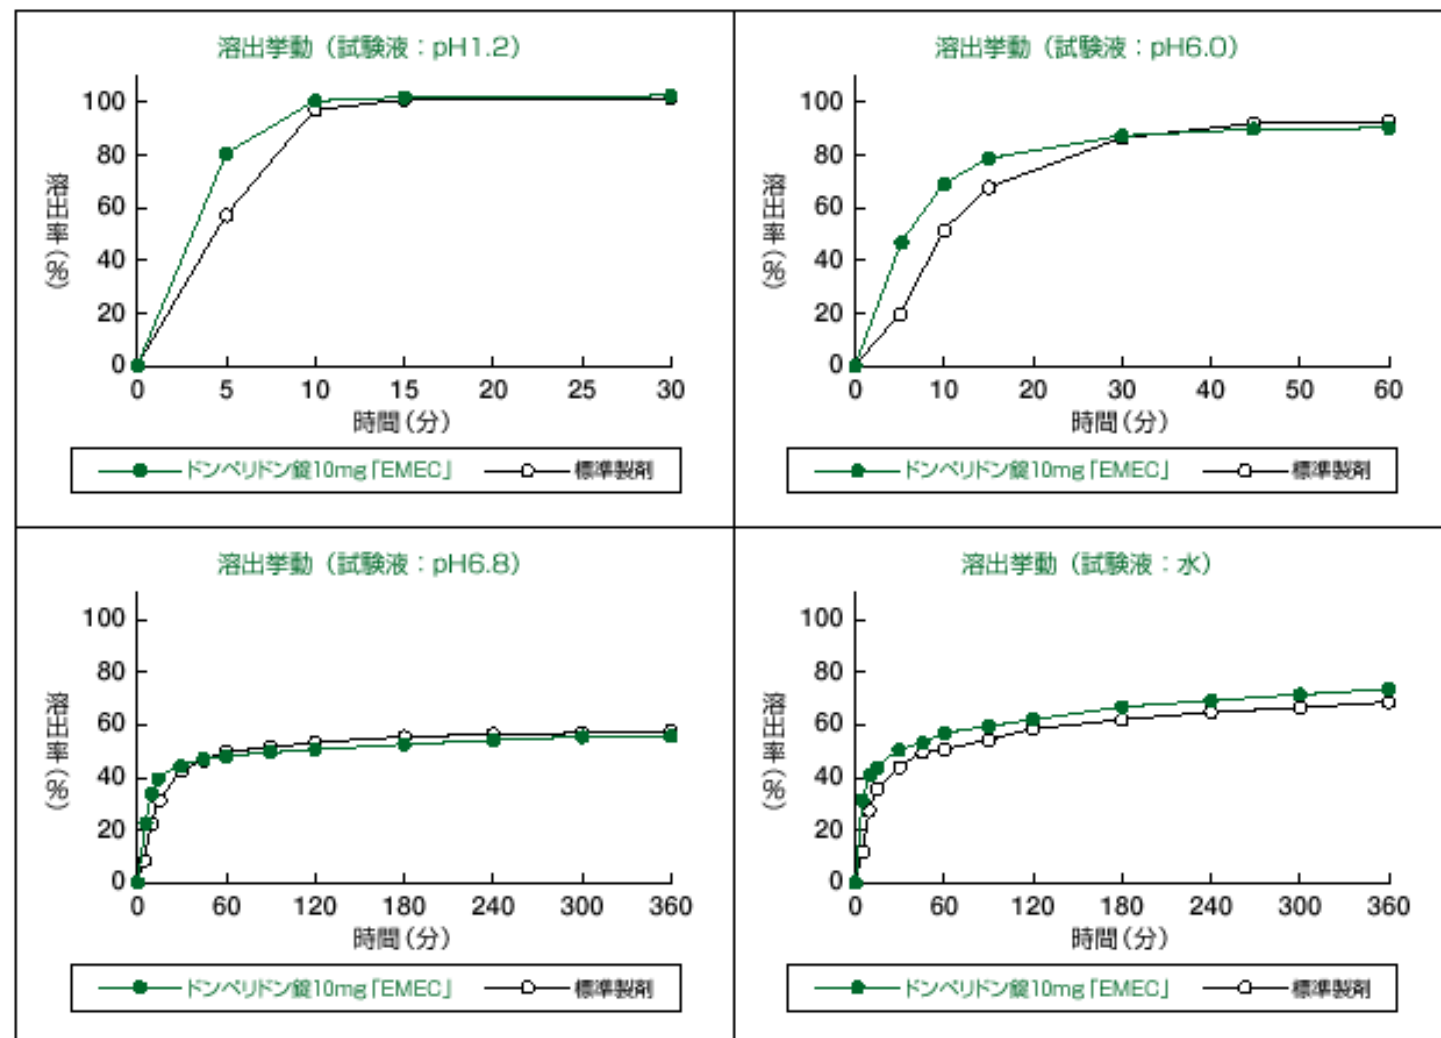 溶出挙動（試験液：pH1.2）
100
80
60
40
20
0
溶出率(%)
0 5 10 15 20 25 30
時間(分)
ドンペリドン錠10mg「EMEC」 標準製剤
溶出挙動（試験液：pH6.0）
100
80
60
40
20
0
溶出率(%)
0 10 20 30 40 50 60
時間(分)
ドンペリドン錠10mg「EMEC」 標準製剤
溶出挙動（試験液：pH6.8）
100
80
60
40
20
0
溶出率(%)
0 60 120 180 240 300 360
時間(分)
ドンペリドン錠10mg「EMEC」 標準製剤
溶出挙動（試験液：水）
100
80
60
40
20
0
溶出率(%)
0 60 120 180 240 300 360
時間(分)
ドンペリドン錠10mg「EMEC」 標準製剤